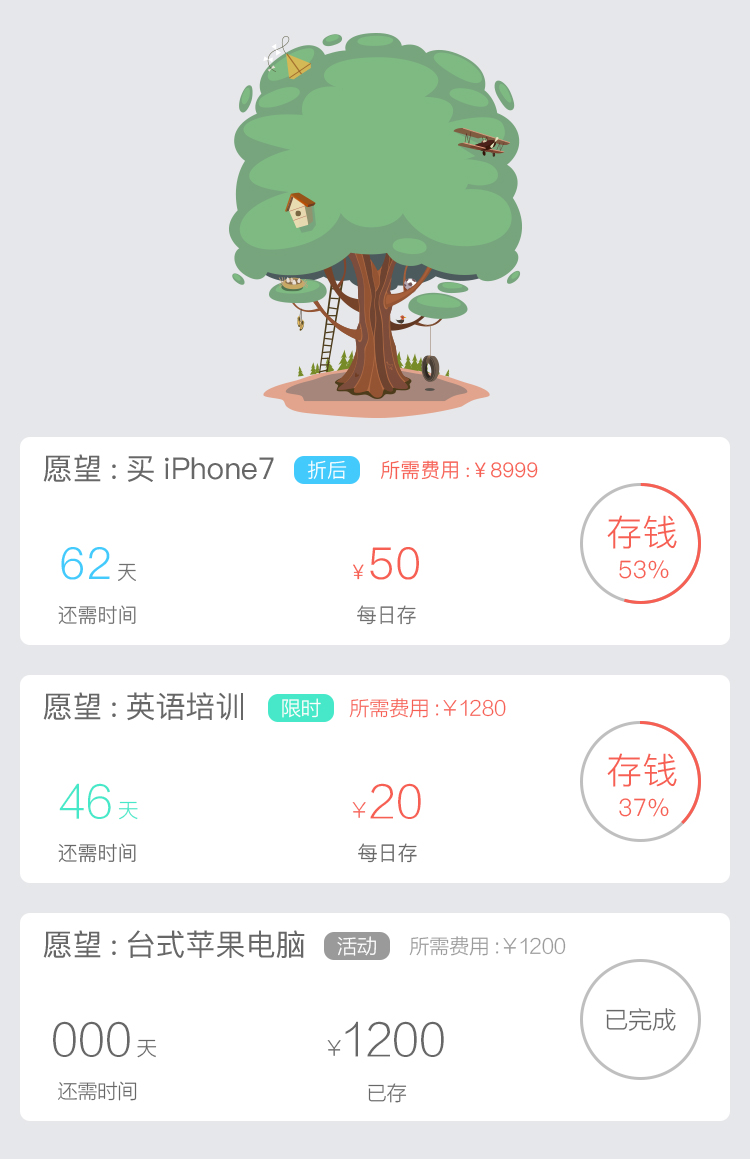 愿望 : 买 iPhone7 折后 所需费用 : ¥ 8999
62 天 ¥ 50
还需时间 每日存
存钱
53%
愿望 : 英语培训 限时 所需费用 : ¥1280
46 天 ¥20
还需时间 每日存
存钱
37%
愿望 : 台式苹果电脑 活动 所需费用 : ¥1200
000 天 ¥1200
还需时间 已存
已完成